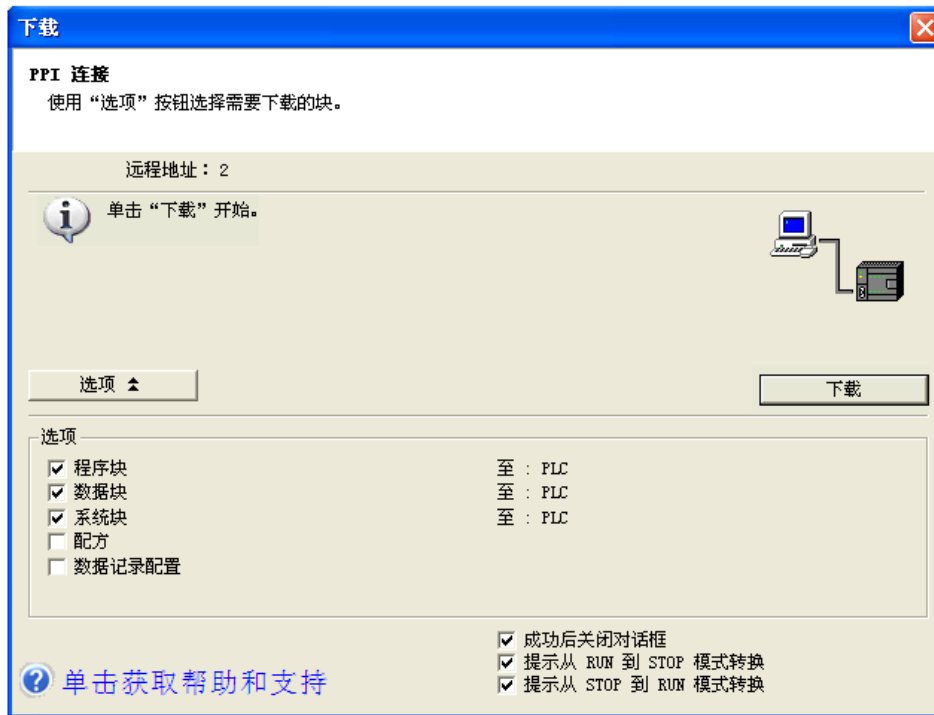 下载
PPI 连接
使用“选项”按钮选择需要下载的块。
远程地址：2
单击“下载”开始。
选项
下载
选项
程序块 至：PLC
数据块 至：PLC
系统块 至：PLC
配方
数据记录配置
成功后关闭对话框
提示从 RUN 到 STOP 模式转换
提示从 STOP 到 RUN 模式转换
单击获取帮助和支持